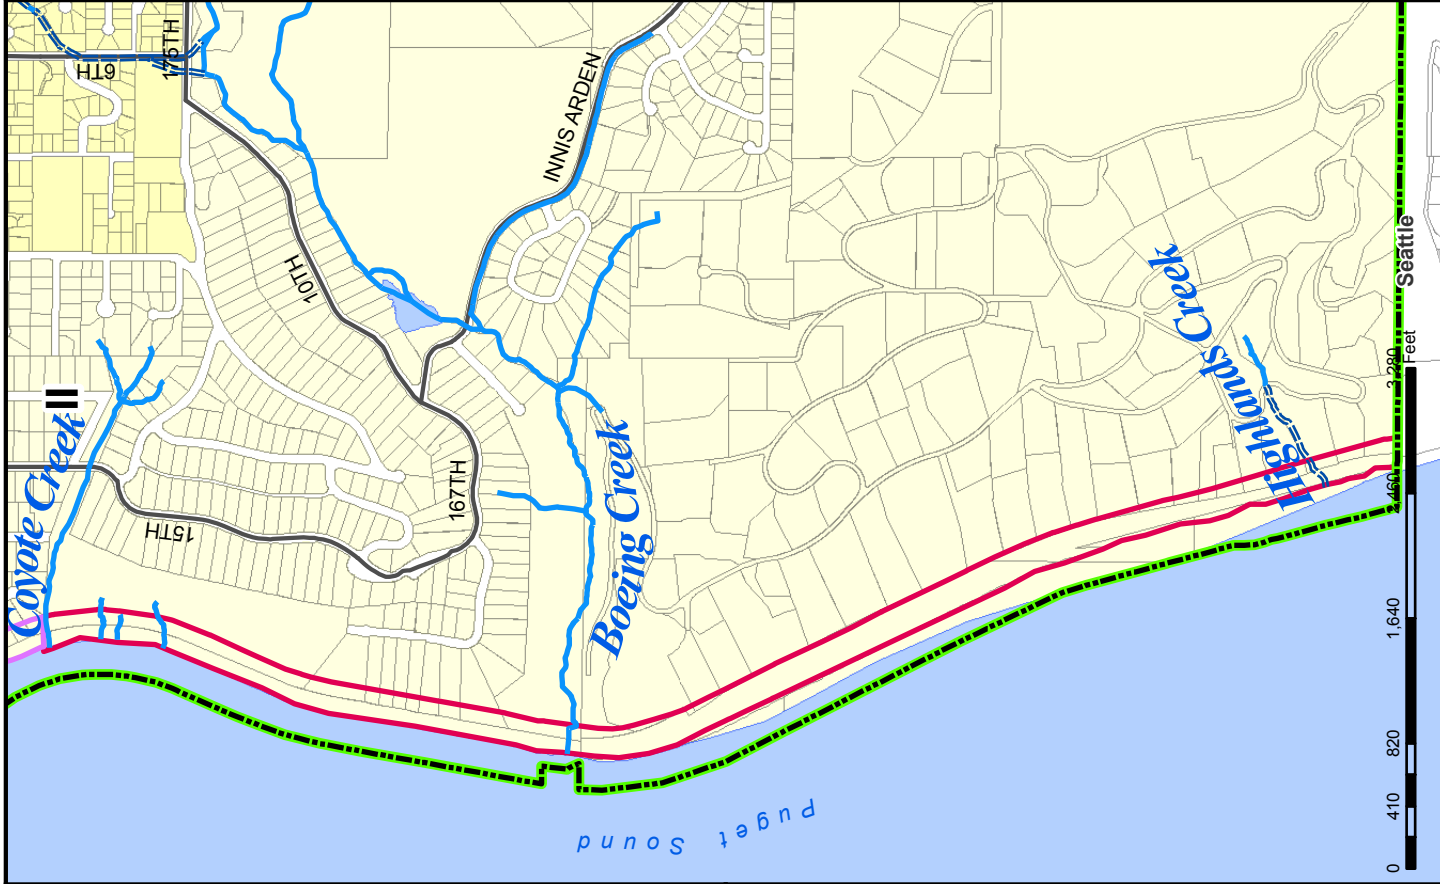 6TH
175TH
INNIS ARDEN
10TH
II
Coyote Creek
15TH
167TH
Boeing Creek
Highlands Creek
Seattle
Puget Sound
0 410 820 1,640 2,460 3,280
Feet